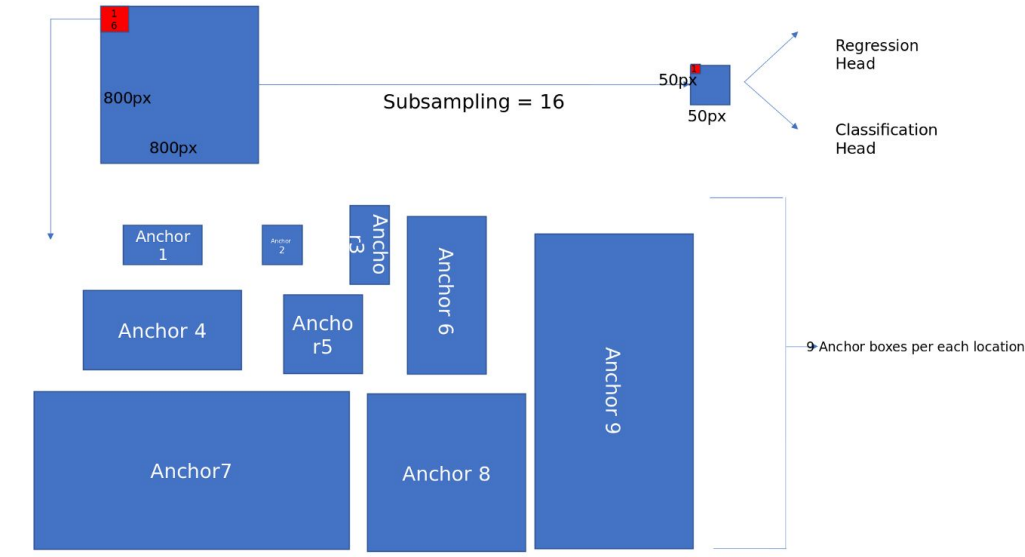 1
6
800px
800px
Subsampling = 16
1
50px
50px
Regression
Head
Classification
Head
Anchor
1
Anchor
2
Ancho
r3
Anchor 4
Ancho
r5
Anchor 6
Anchor7
Anchor 8
Anchor 9
9 Anchor boxes per each location